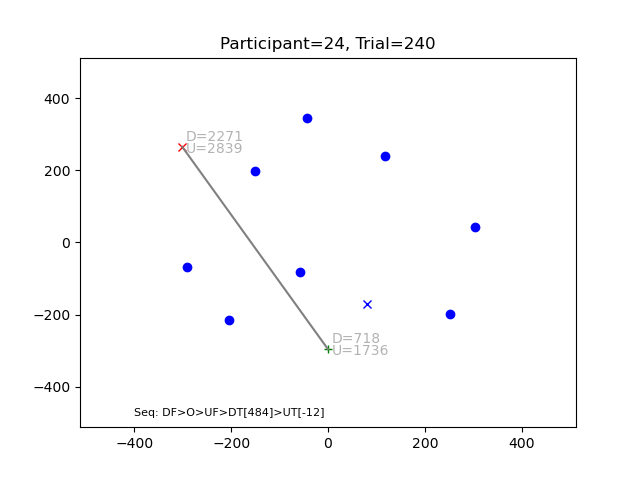 Participant=24, Trial=240
400
200
0
−200
−400
D=2271
U=2839
D=718
U=1736
Seq: DF>O>UF>DT[484]>UT[-12]
−400
−200
0
200
400